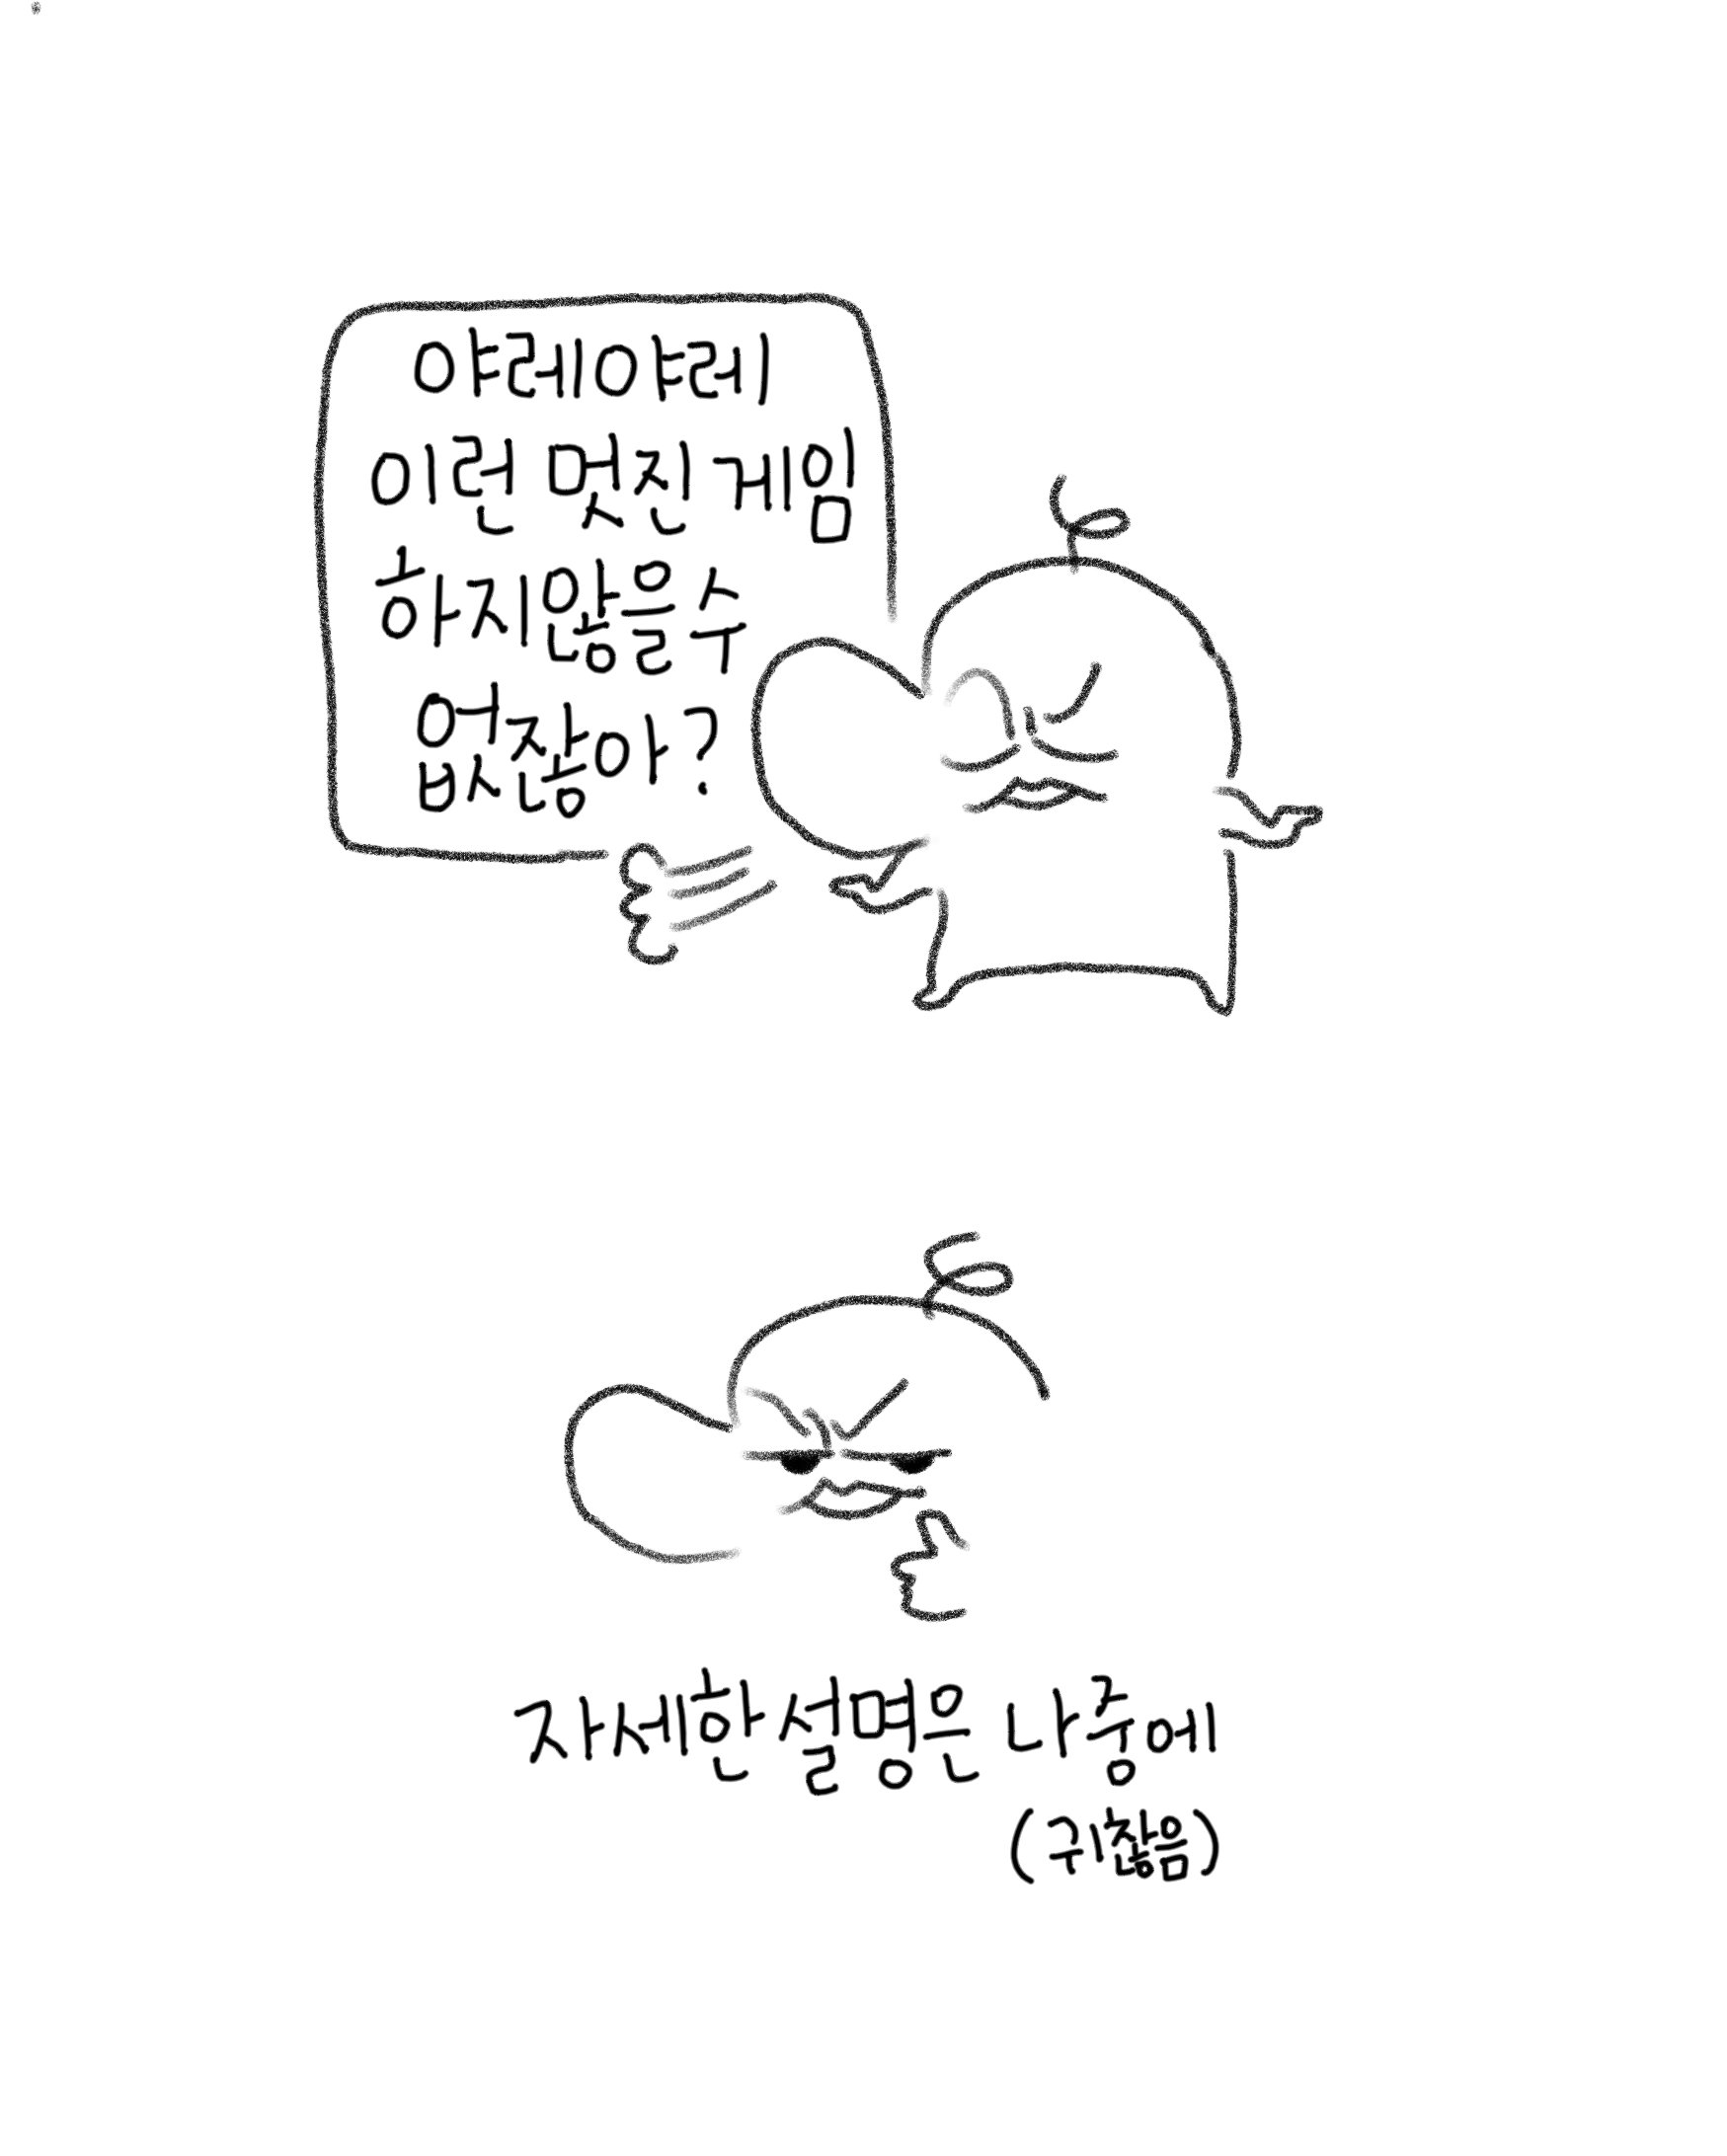 야레야레
이런 멋진 게임
하지않을수
없잖아?
자세한 설명은 나중에
(귀찮음)